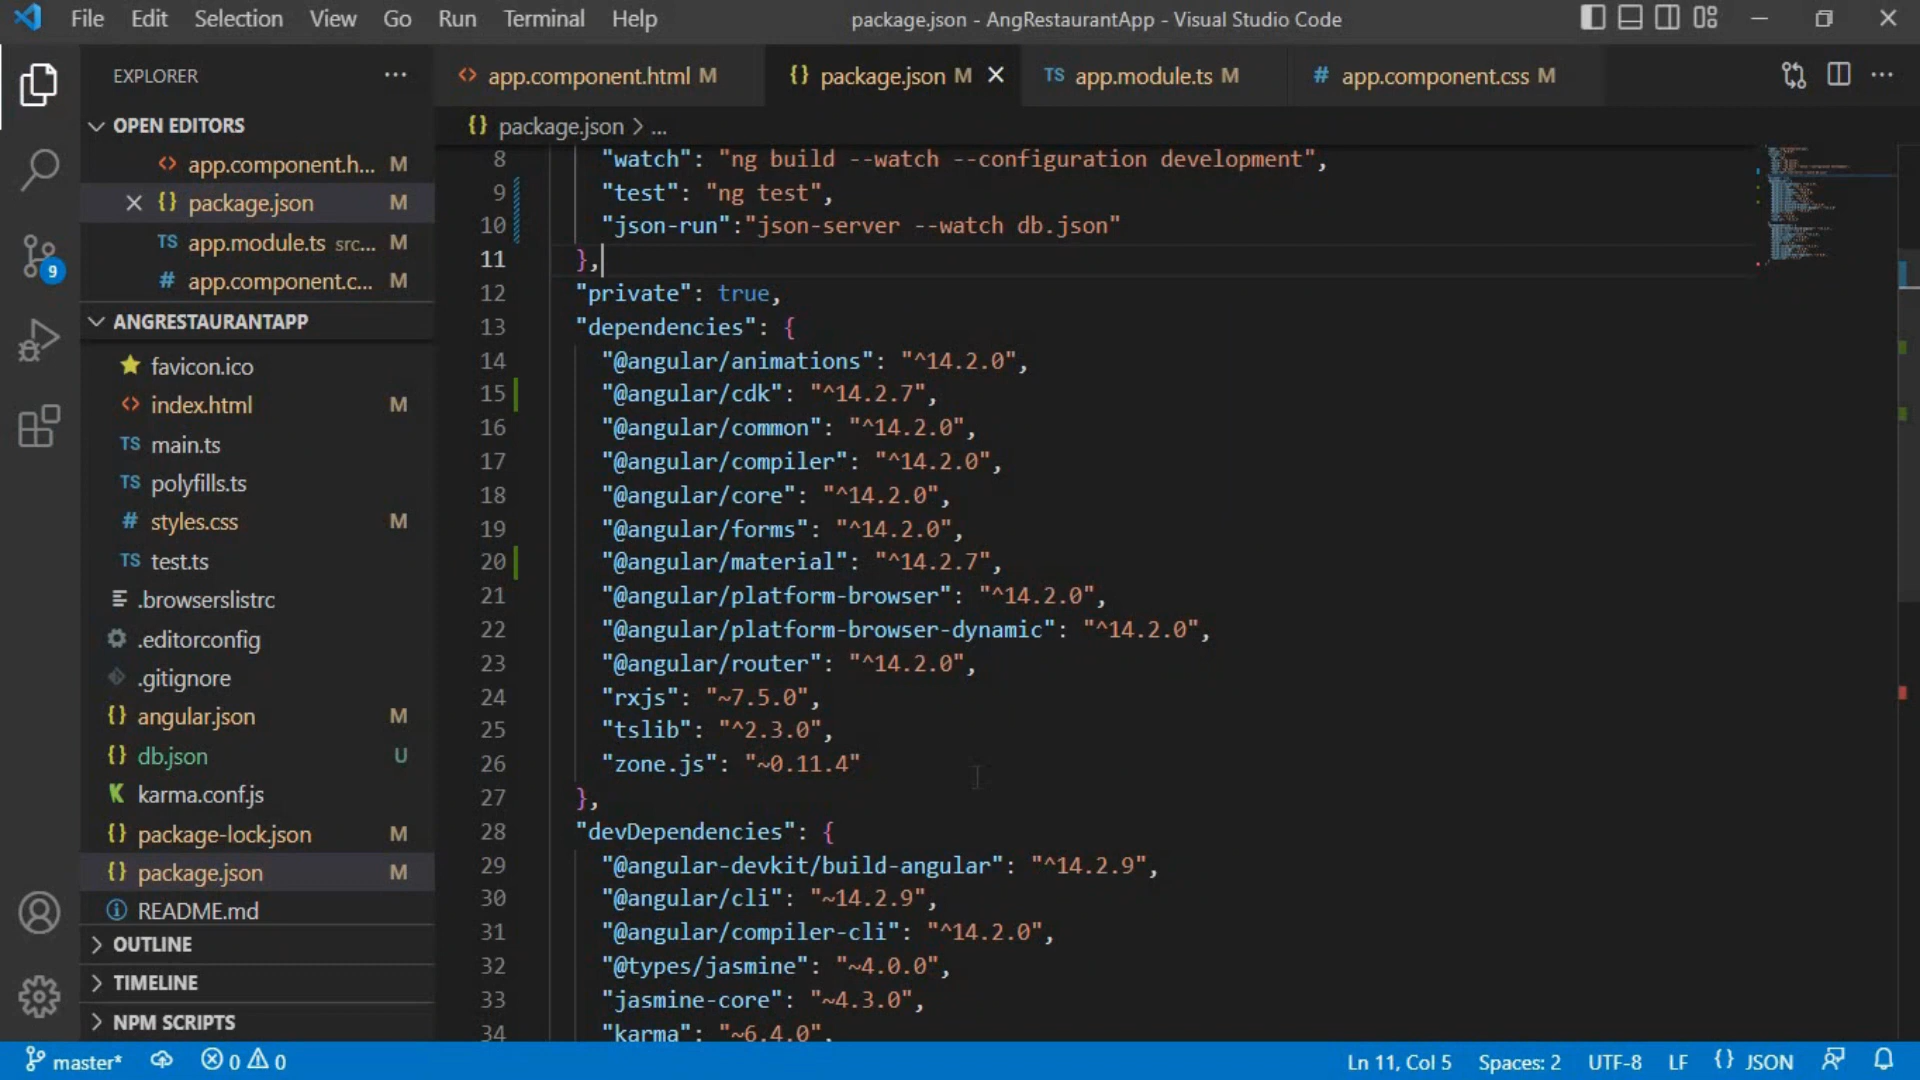 File Edit Selection View Go Run Terminal Help
package.json - AngRestaurantApp - Visual Studio Code
EXPLORER
OPEN EDITORS
<> app.component.h... M
{} package.json M
TS app.module.ts src... M
# app.component.c... M
ANGRESTAURANTAPP
favicon.ico
<> index.html M
TS main.ts
TS polyfills.ts
# styles.css M
TS test.ts
.browserslistrc
.editorconfig
.gitignore
{} angular.json M
{} db.json U
karma.conf.js
{} package-lock.json M
{} package.json M
README.md
OUTLINE
TIMELINE
NPM SCRIPTS
9
<> app.component.html M
{} package.json M
TS app.module.ts M
# app.component.css M
{} package.json > ...
8 "watch": "ng build --watch --configuration development",
9 "test": "ng test",
10 "json-run":"json-server --watch db.json"
11 },
12 "private": true,
13 "dependencies": {
14 "@angular/animations": "^14.2.0",
15 "@angular/cdk": "^14.2.7",
16 "@angular/common": "^14.2.0",
17 "@angular/compiler": "^14.2.0",
18 "@angular/core": "^14.2.0",
19 "@angular/forms": "^14.2.0",
20 "@angular/material": "^14.2.7",
21 "@angular/platform-browser": "^14.2.0",
22 "@angular/platform-browser-dynamic": "^14.2.0",
23 "@angular/router": "^14.2.0",
24 "rxjs": "~7.5.0",
25 "tslib": "^2.3.0",
26 "zone.js": "~0.11.4"
27 },
28 "devDependencies": {
29 "@angular-devkit/build-angular": "^14.2.9",
30 "@angular/cli": "~14.2.9",
31 "@angular/compiler-cli": "^14.2.0",
32 "@types/jasmine": "~4.0.0",
33 "jasmine-core": "~4.3.0",
34 "karma": "~6.4.0",
master* 0 0
Ln 11, Col 5 Spaces: 2 UTF-8 LF {} JSON